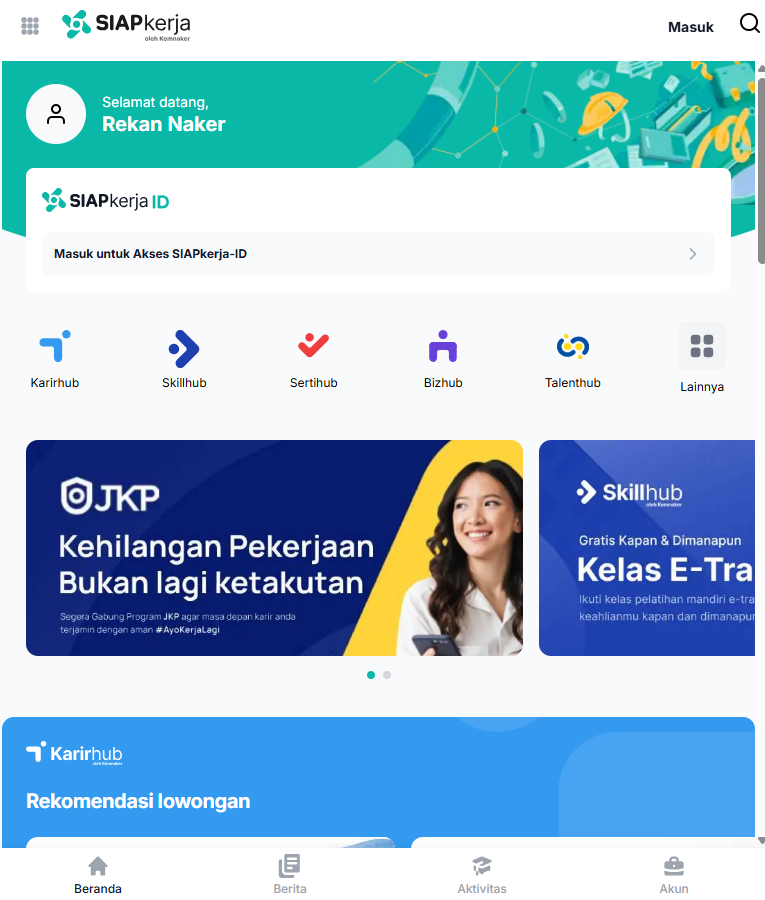 SIAPkerja
oleh Kemnaker
Masuk
Selamat datang,
Rekan Naker
SIAPkerja ID
Masuk untuk Akses SIAPkerja-ID
Karirhub
Skillhub
Sertihub
Bizhub
Talenthub
Lainnya
JKP
Kehilangan Pekerjaan
Bukan lagi ketakutan
Segera Gabung Program JKP agar masa depan karir anda
terjamin dengan aman #AyoKerjaLagi
Skillhub
oleh Kemnaker
Gratis Kapan & Dimanapun
Kelas E-Tra
Ikuti kelas pelatihan mandiri e-tra
keahlianmu kapan dan dimanapun
Karirhub
oleh Kemnaker
Rekomendasi lowongan
Beranda
Berita
Aktivitas
Akun